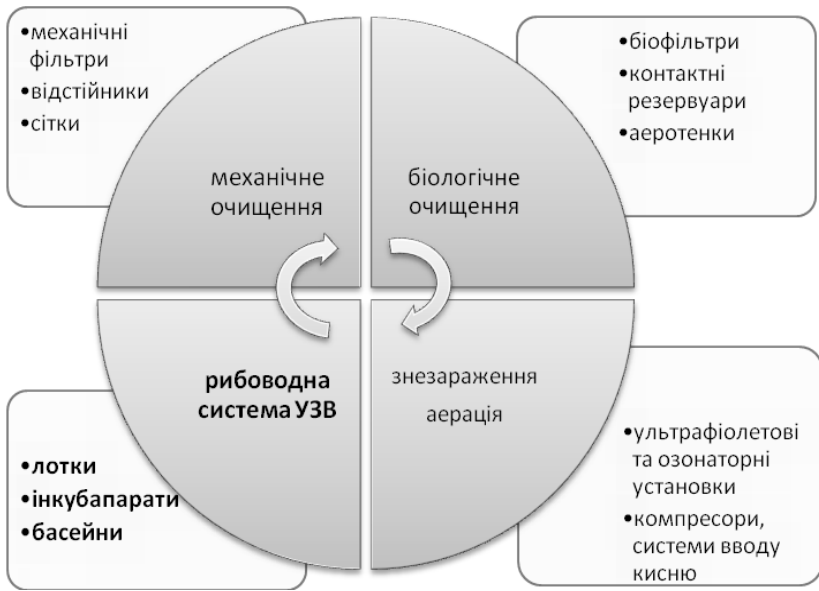 •механічні
фільтри
•відстійники
•сітки
•біофільтри
•контактні
резервуари
•аеротенки
механічне
очищення
біологічне
очищення
рибоводна
система УЗВ
знезараження
аерація
•лотки
•інкубапарати
•басейни
•ультрафіолетові
та озонаторні
установки
•компресори,
системи вводу
кисню